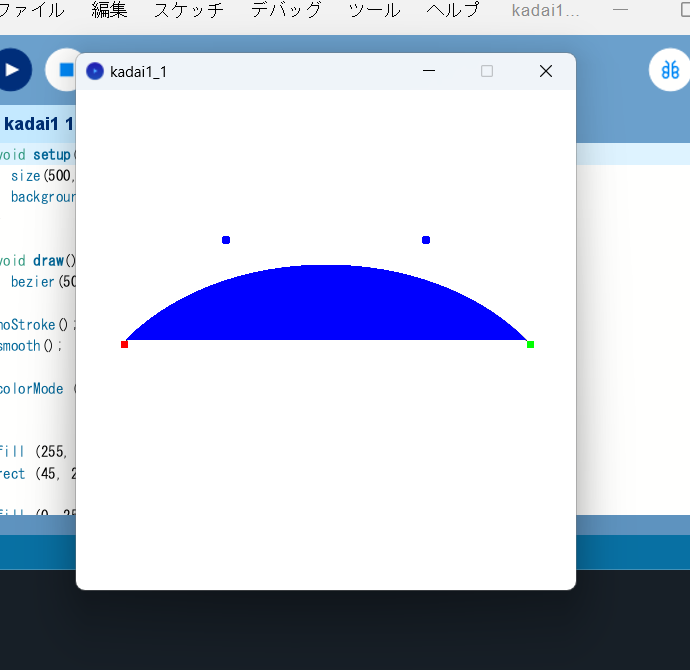 ファイル 編集 スケッチ デバッグ ツール ヘルプ kadai1...
kadai1_1
kadai1 1
void setup(
size(500,
backgroun
void draw()
bezier(50
noStroke();
smooth();
colorMode (
fill (255,
rect (45, 2
fill (0, 25